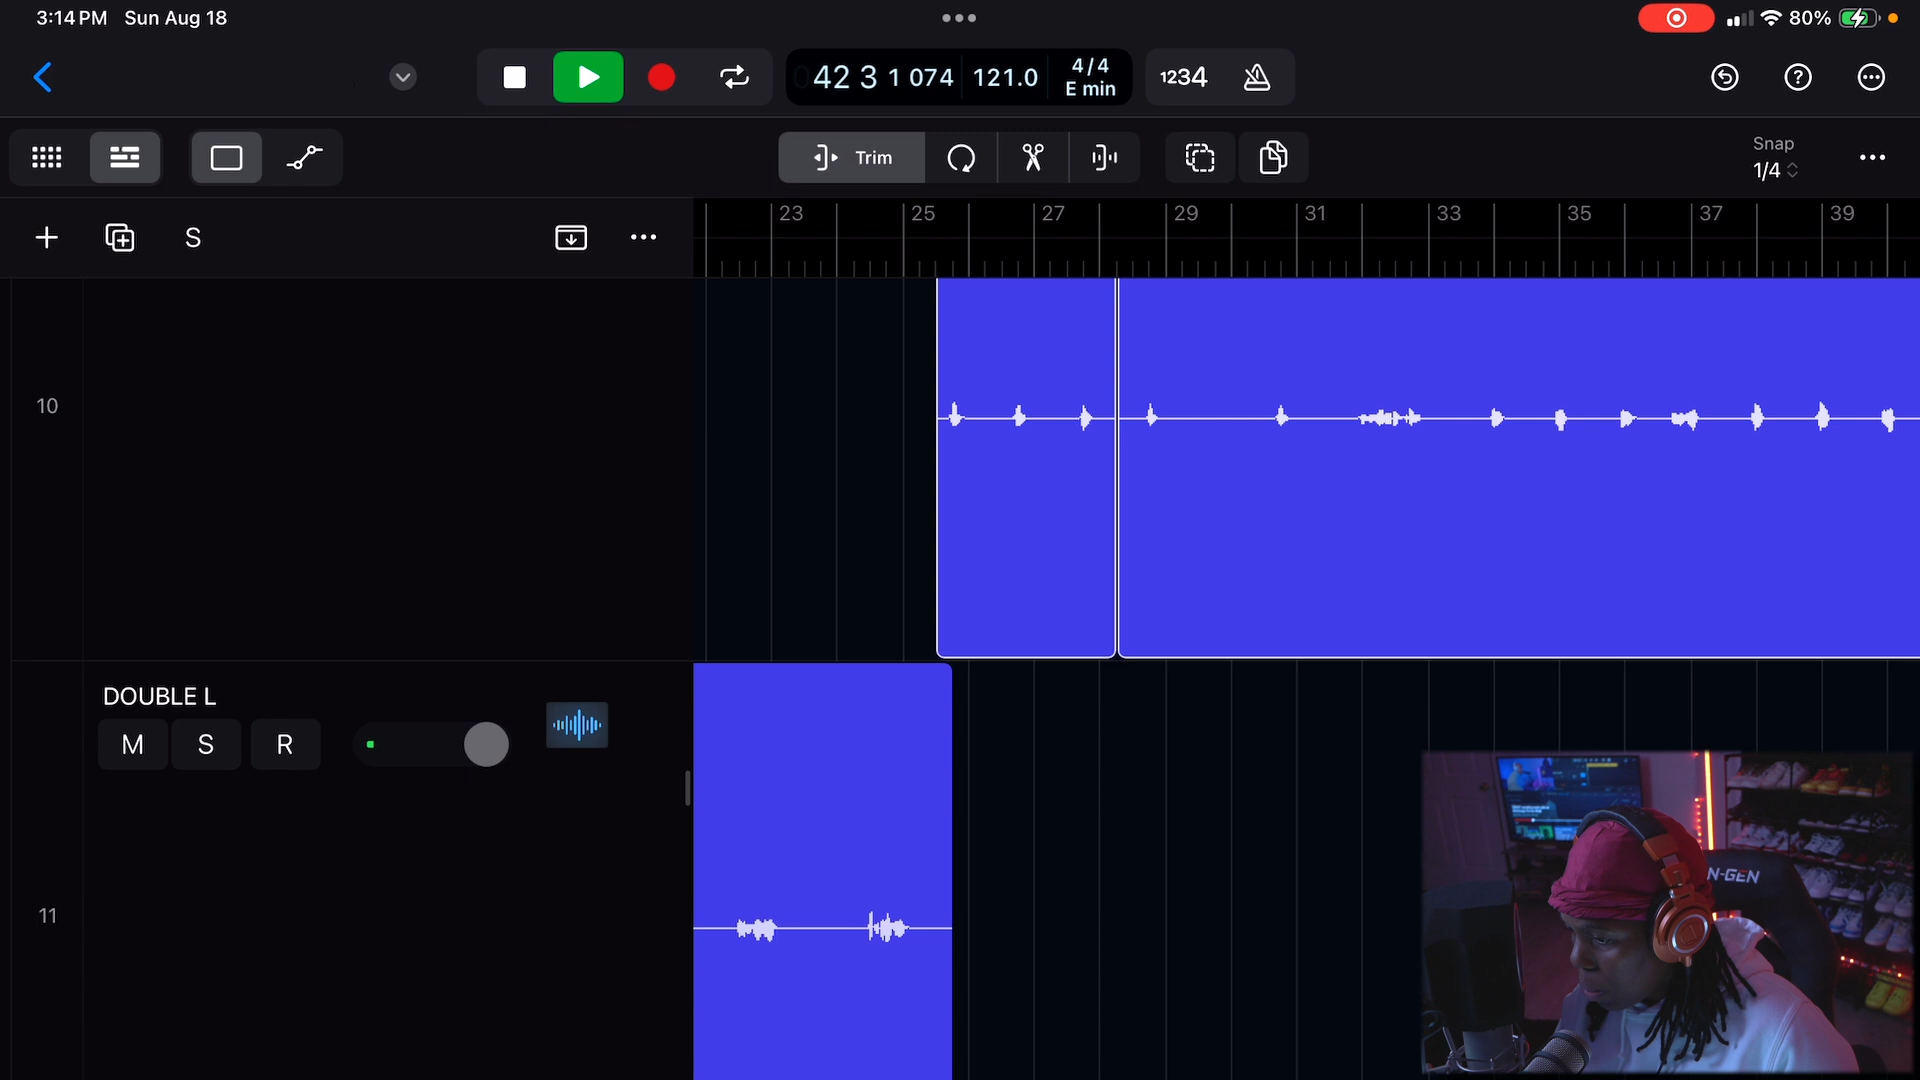 3:14 PM Sun Aug 18
80%
42 3 1 074
121.0
4/4
E min
1234
Trim
Snap
1/4
S
23 25 27 29 31 33 35 37 39
10
DOUBLE L
M S R
11
N-GEN